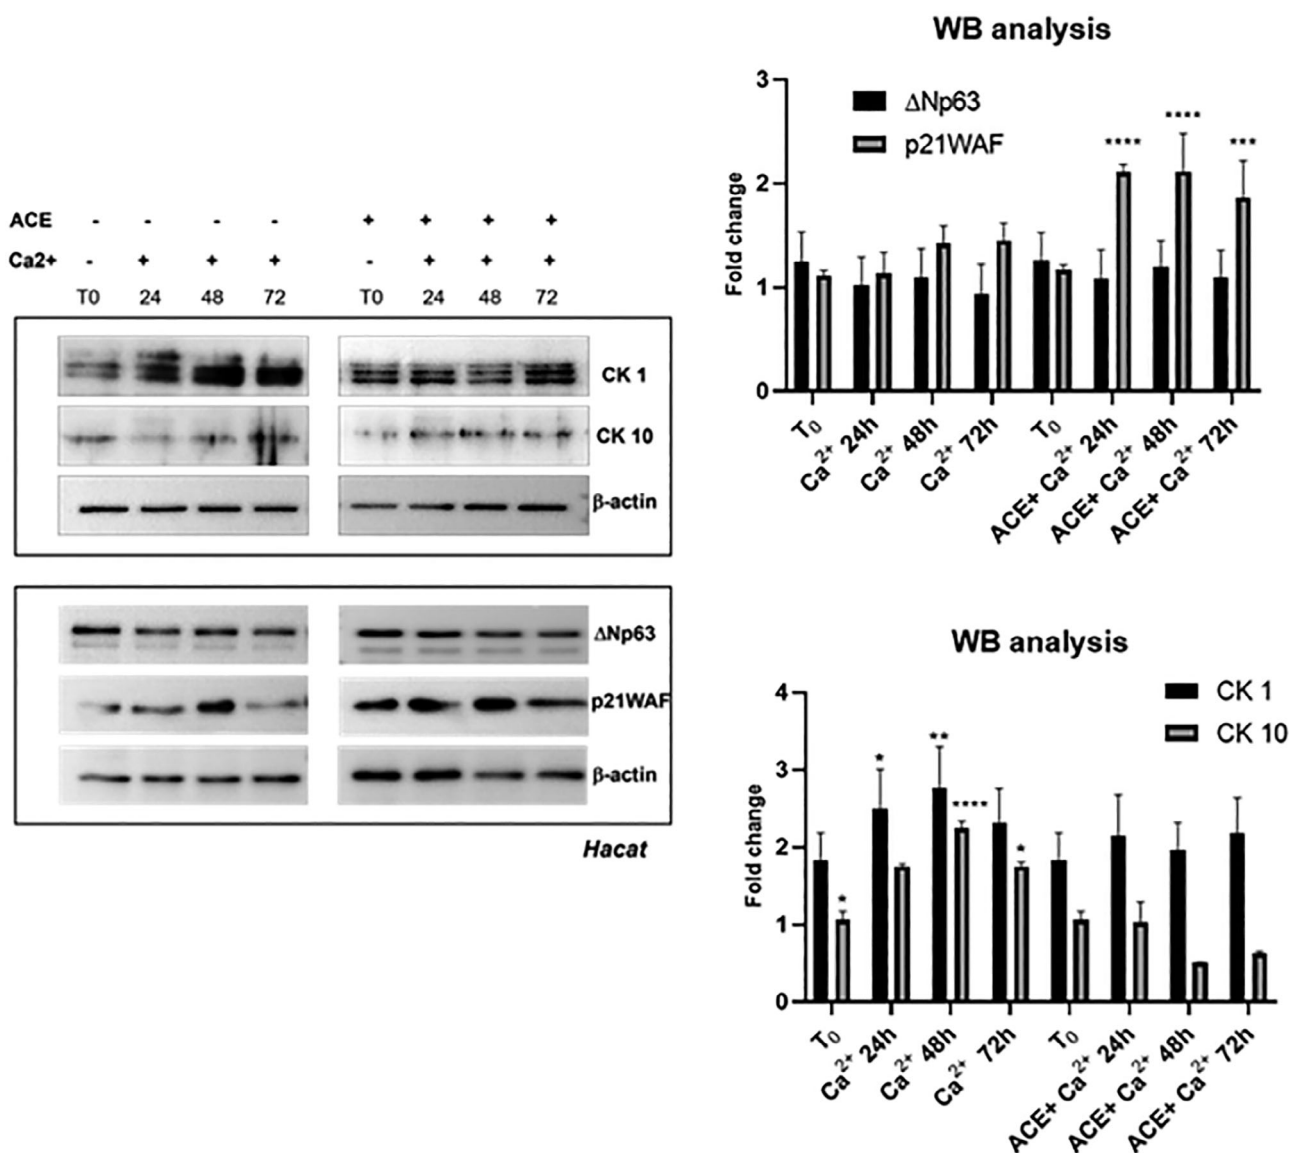 ACE - - - - + + + +
Ca2+ - + + + - + + +
T0 24 48 72 T0 24 48 72
CK 1
CK 10
β-actin
ΔNp63
p21WAF
β-actin
Hacat
WB analysis
ΔNp63
p21WAF
Fold change
3
2
1
0
**** **** ***
T₀ Ca²⁺ 24h Ca²⁺ 48h Ca²⁺ 72h T₀ ACE+ Ca²⁺ 24h ACE+ Ca²⁺ 48h ACE+ Ca²⁺ 72h
WB analysis
CK 1
CK 10
Fold change
4
3
2
1
0
* * ** **** *
T₀ Ca²⁺ 24h Ca²⁺ 48h Ca²⁺ 72h T₀ ACE+ Ca²⁺ 24h ACE+ Ca²⁺ 48h ACE+ Ca²⁺ 72h